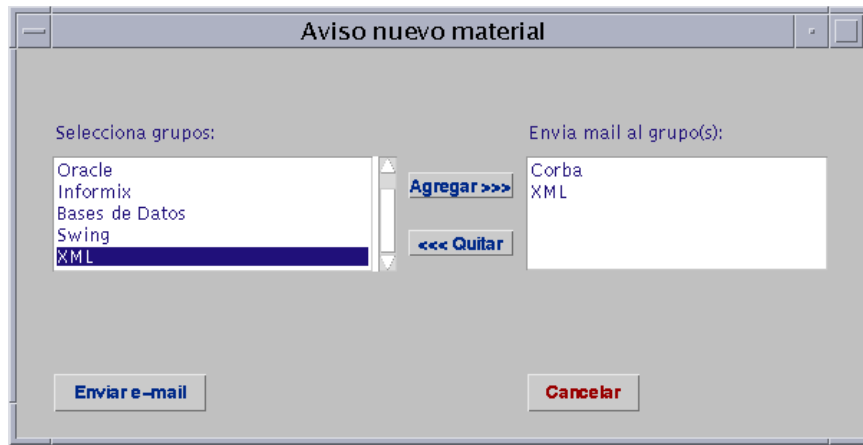 Aviso nuevo material
Selecciona grupos:
Envia mail al grupo(s):
Oracle
Informix
Bases de Datos
Swing
XML
Agregar >>>
<<< Quitar
Corba
XML
Enviar e-mail
Cancelar